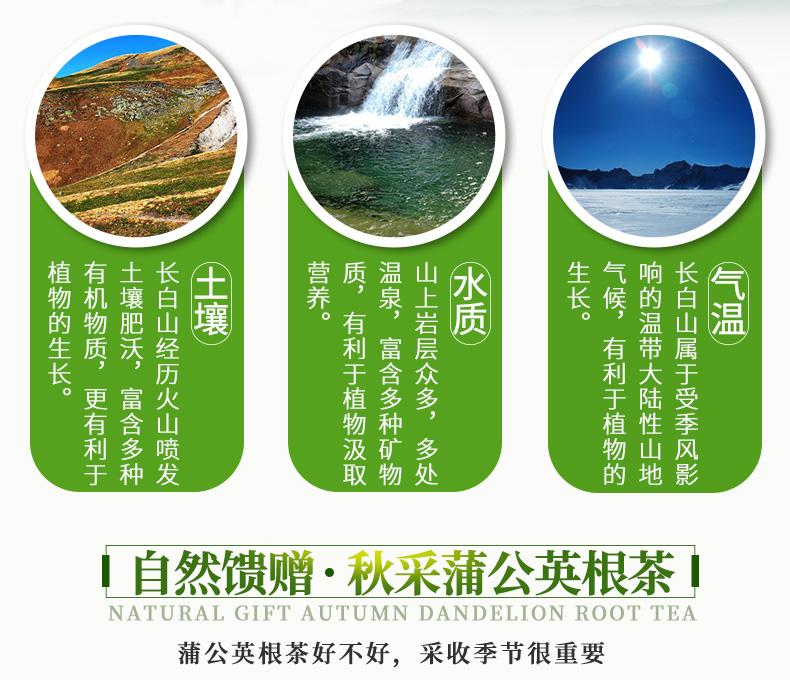 土壤
长白山经历火山喷发
土壤肥沃，富含多种
有机物质，更有利于
植物的生长。
水质
山上岩层众多，多处
温泉，富含多种矿物
质，有利于植物汲取
营养。
气温
长白山属于受季风影
响的温带大陆性山地
气候，有利于植物的
生长。
自然馈赠·秋采蒲公英根茶
NATURAL GIFT AUTUMN DANDELION ROOT TEA
蒲公英根茶好不好，采收季节很重要